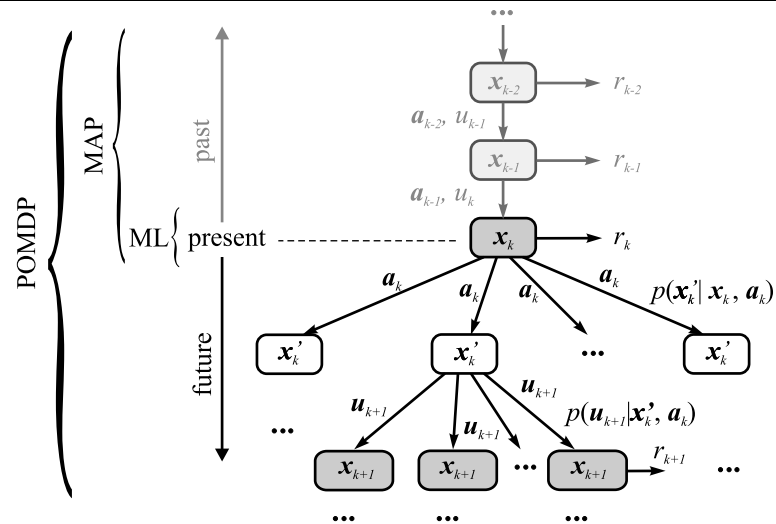 ...
x_{k-2} r_{k-2}
a_{k-2}, u_{k-1}
x_{k-1} r_{k-1}
a_{k-1}, u_k
POMDP
MAP
past
ML { present
x_k r_k
a_k a_k a_k a_k p(x_k'| x_k, a_k)
future
x_k' x_k' ... x_k'
u_{k+1} u_{k+1} u_{k+1} p(u_{k+1}|x_k', a_k)
...
x_{k+1} x_{k+1} ... x_{k+1} r_{k+1} ...
... ... ...